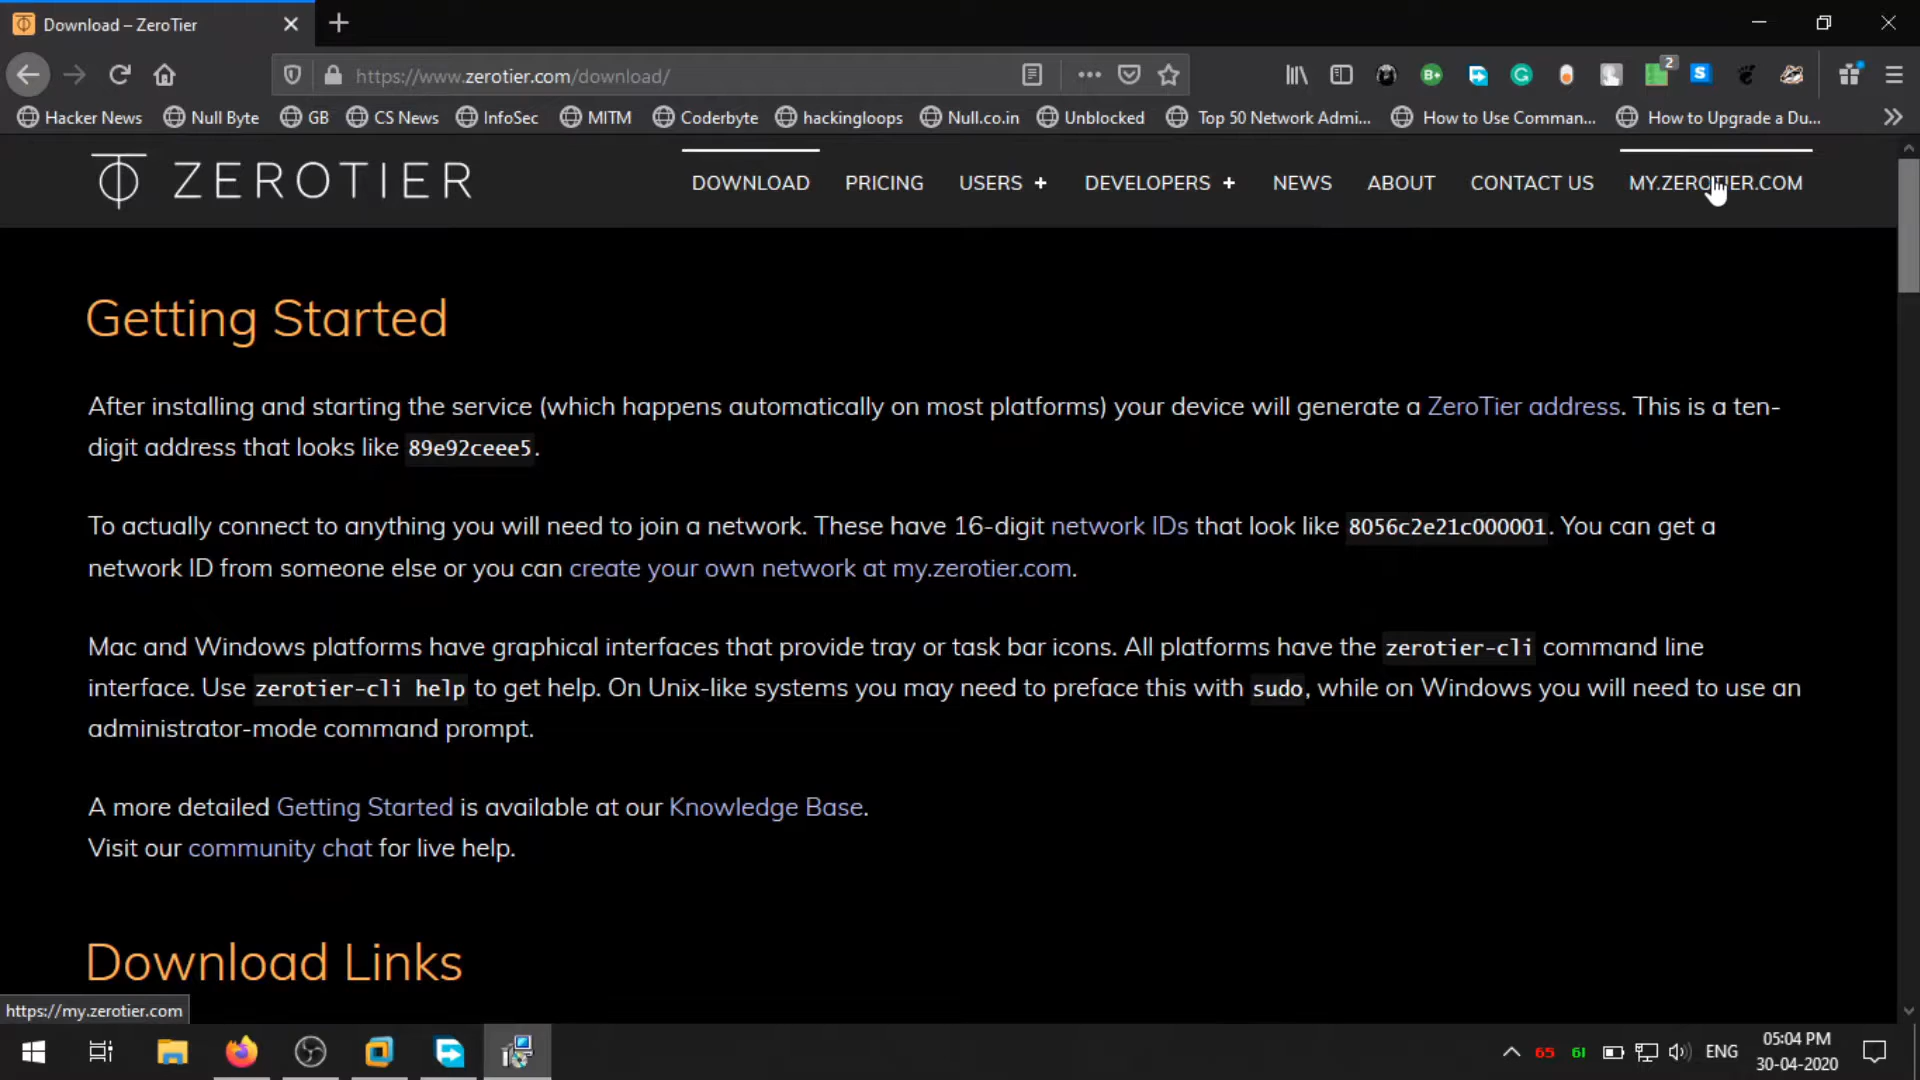 Download – ZeroTier
https://www.zerotier.com/download/
2
Hacker News Null Byte GB CS News InfoSec MITM Coderbyte hackingloops Null.co.in Unblocked Top 50 Network Admi... How to Use Comman... How to Upgrade a Du...
ZEROTIER
DOWNLOAD PRICING USERS + DEVELOPERS + NEWS ABOUT CONTACT US MY.ZEROTIER.COM
Getting Started
After installing and starting the service (which happens automatically on most platforms) your device will generate a ZeroTier address. This is a ten-
digit address that looks like 89e92ceee5.
To actually connect to anything you will need to join a network. These have 16-digit network IDs that look like 8056c2e21c000001. You can get a
network ID from someone else or you can create your own network at my.zerotier.com.
Mac and Windows platforms have graphical interfaces that provide tray or task bar icons. All platforms have the zerotier-cli command line
interface. Use zerotier-cli help to get help. On Unix-like systems you may need to preface this with sudo, while on Windows you will need to use an
administrator-mode command prompt.
A more detailed Getting Started is available at our Knowledge Base.
Visit our community chat for live help.
Download Links
https://my.zerotier.com
65 61 ENG 05:04 PM
30-04-2020